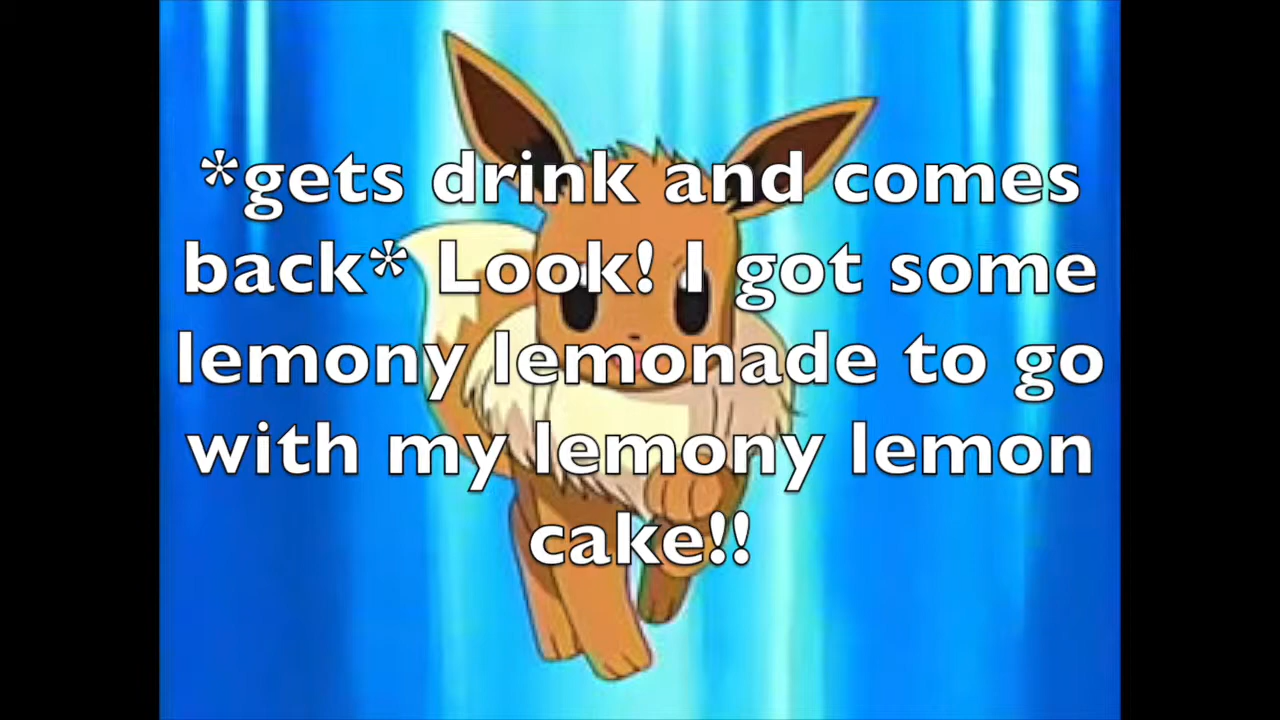 *gets drink and comes
back* Look! I got some
lemony lemonade to go
with my lemony lemon
cake!!